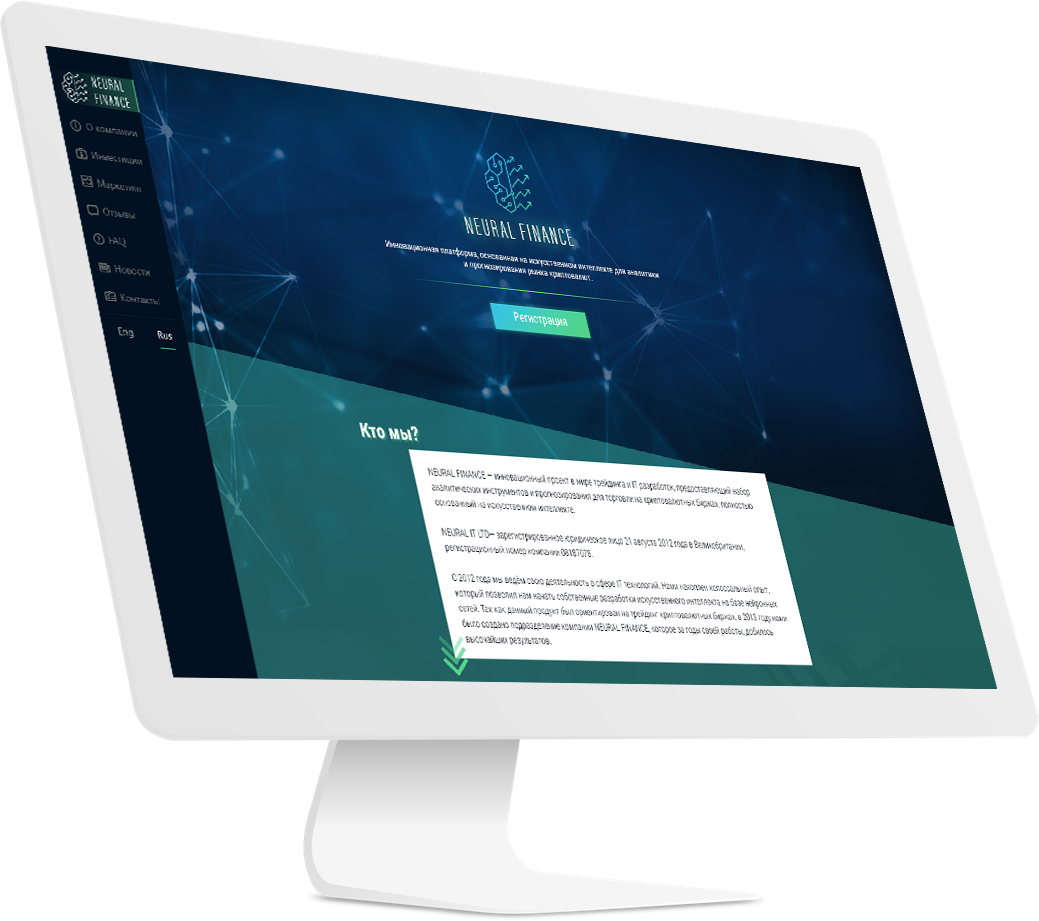 NEURAL
FINANCE
О компании
Инвестиции
Маркетинг
Отзывы
FAQ
Новости
Контакты
Eng Rus
NEURAL FINANCE
Инновационная платформа, основанная на искусственном интеллекте для аналитики
и прогнозирования рынка криптовалют.
Регистрация
Кто мы?
NEURAL FINANCE – инновационный проект в мире трейдинга и IT разработок, предоставляющий набор
аналитических инструментов и прогнозирования для торговли на криптовалютных биржах, полностью
основанный на искусственном интеллекте.
NEURAL IT LTD– зарегистрированное юридическое лицо 21 августа 2012 года в Великобритании,
регистрационный номер компании 08187078.
С 2012 года мы ведём свою деятельность в сфере IT технологий. Нами накоплен колоссальный опыт,
который позволил нам начать собственные разработки искусственного интеллекта на базе нейронных
сетей. Так как данный продукт был ориентирован на трейдинг криптовалютных биржах, в 2013 году нами
было создано подразделение компании NEURAL FINANCE, которое за годы своей работы, добилось
высочайших результатов.